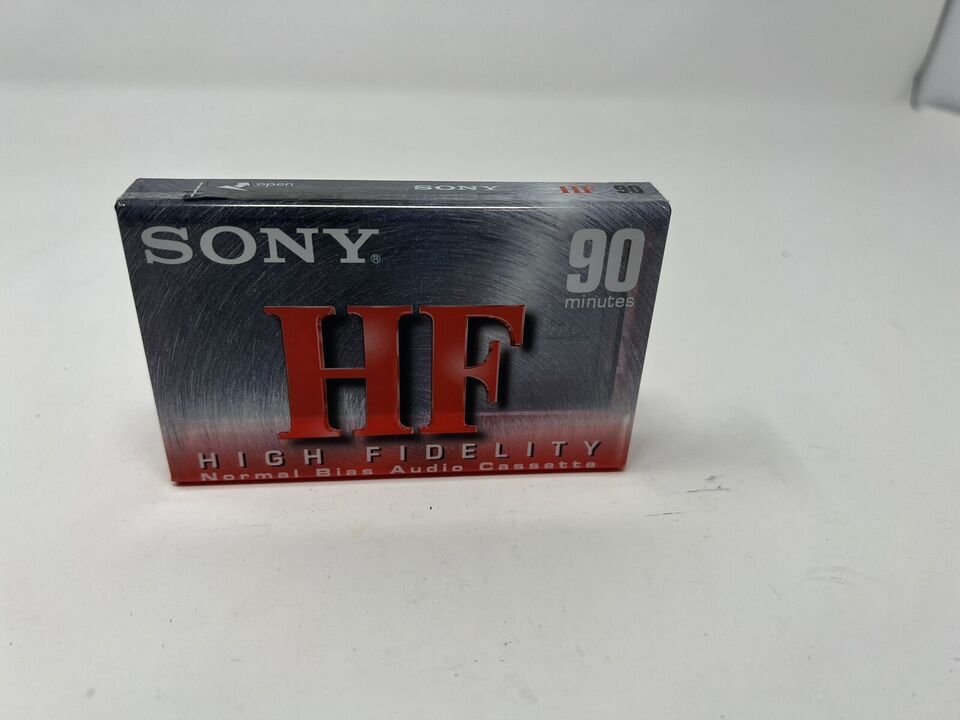 open SONY HF 90
SONY®
90
minutes
HF
HIGH FIDELITY
Normal Bias Audio Cassette